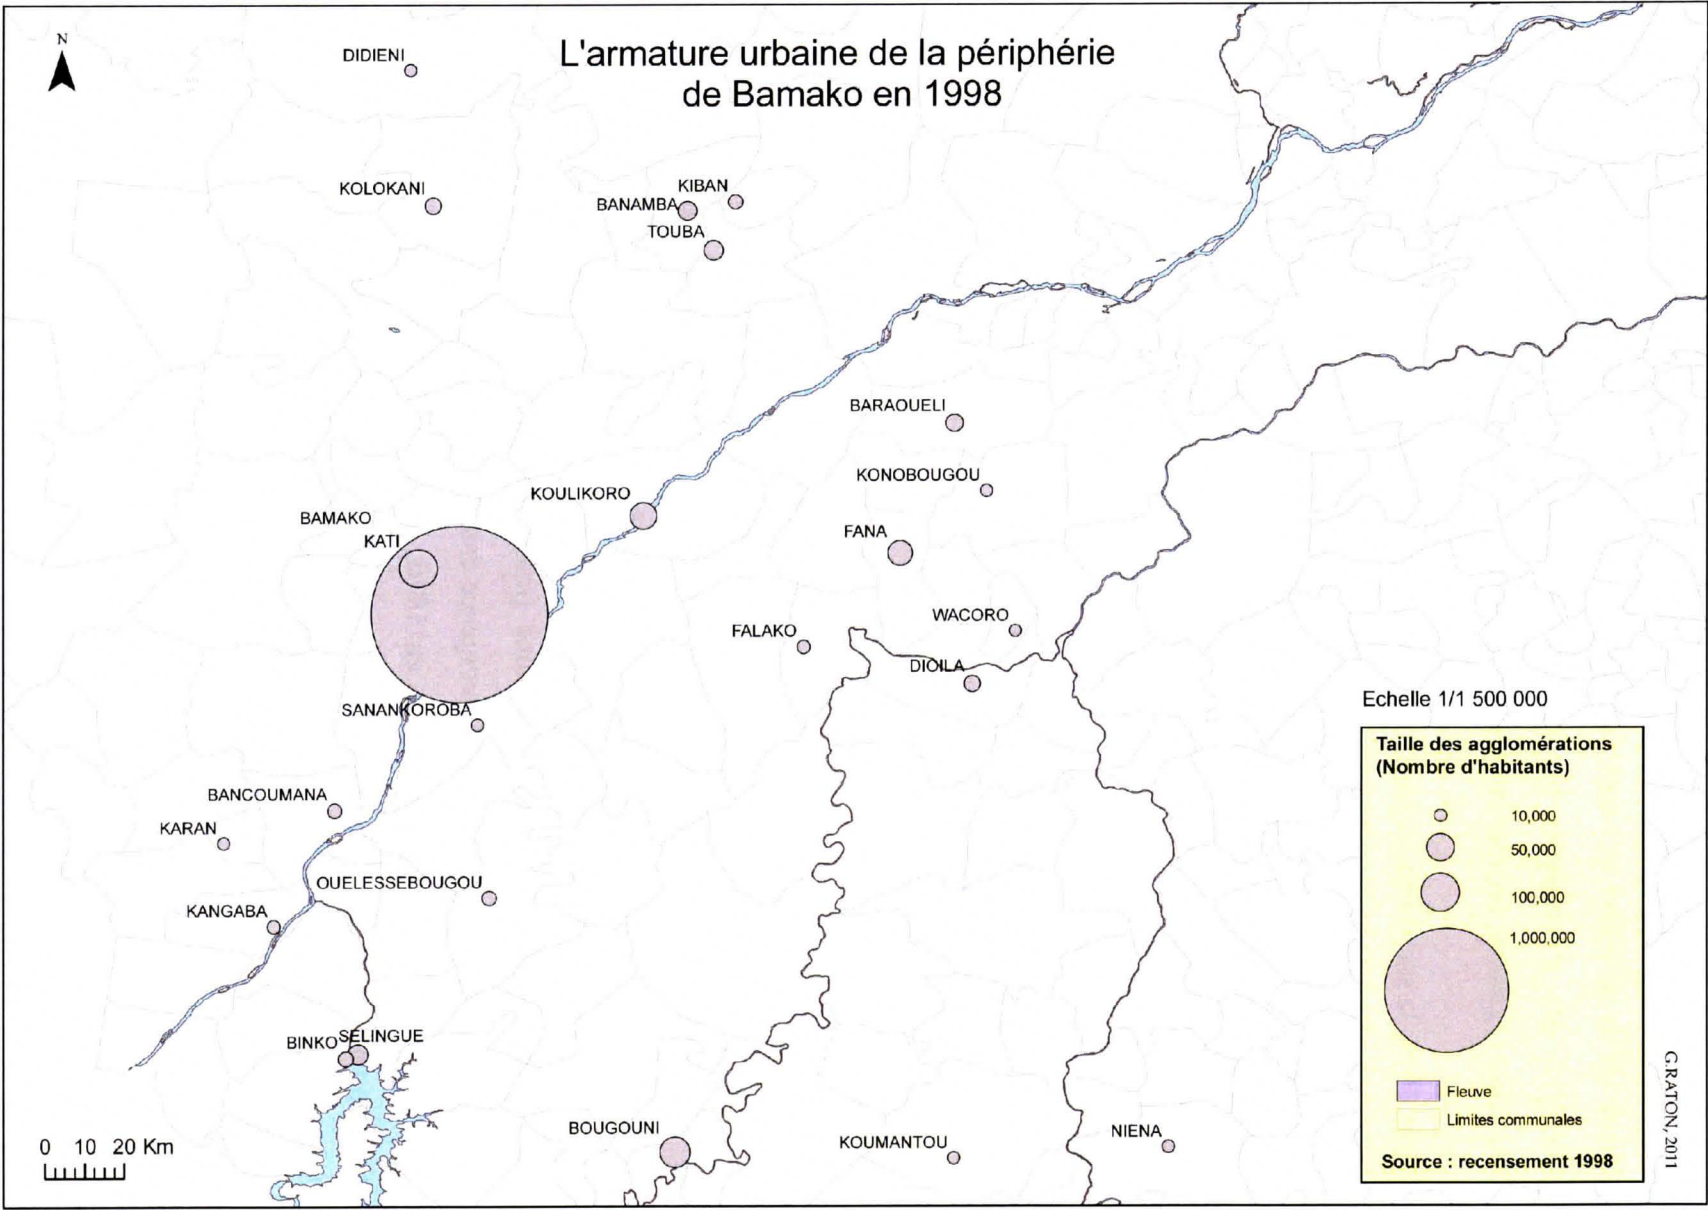 N
L'armature urbaine de la périphérie
de Bamako en 1998
DIDIENI
KOLOKANI
KIBAN
BANAMBA
TOUBA
BARAOUELI
KONOBOUGOU
KOULIKORO
BAMAKO
FANA
KATI
WACORO
FALAKO
DIOILA
SANANKOROBA
BANCOUMANA
KARAN
OUELESSEBOUGOU
KANGABA
BINKO
SELINGUE
BOUGOUNI
KOUMANTOU
NIENA
0 10 20 Km
Echelle 1/1 500 000
Taille des agglomérations
(Nombre d'habitants)
10,000
50,000
100,000
1,000,000
Fleuve
Limites communales
Source : recensement 1998
G.RATON, 2011